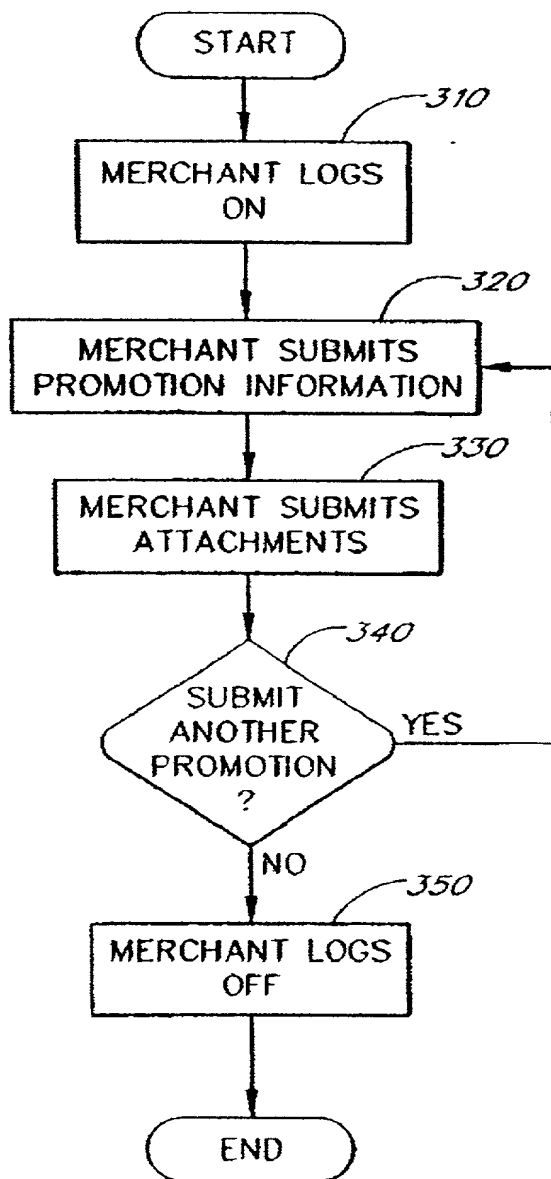 START
310
MERCHANT LOGS
ON
320
MERCHANT SUBMITS
PROMOTION INFORMATION
330
MERCHANT SUBMITS
ATTACHMENTS
340
SUBMIT
ANOTHER
PROMOTION
?
YES
NO
350
MERCHANT LOGS
OFF
END